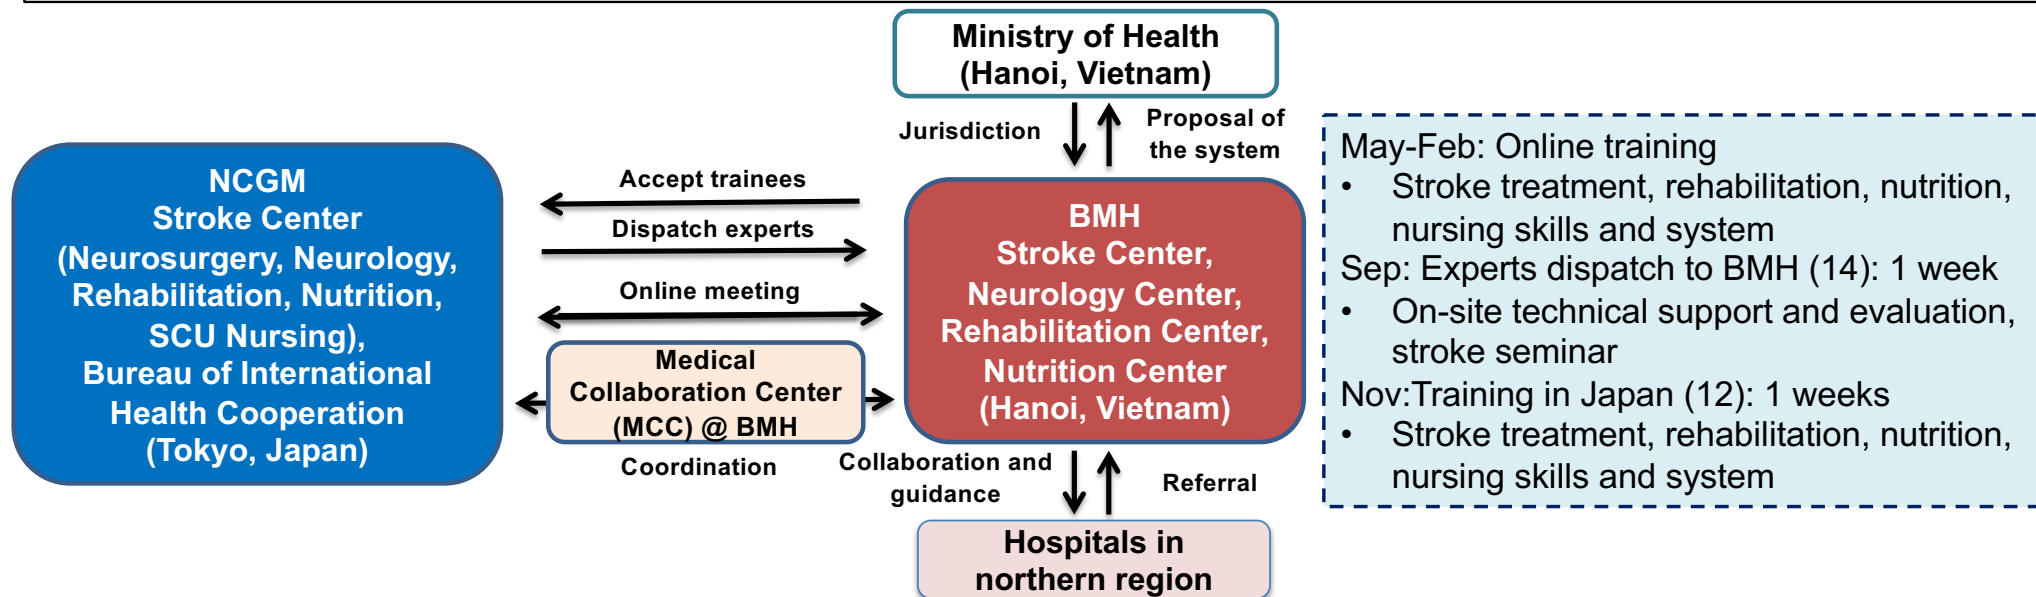 Ministry of Health
(Hanoi, Vietnam)
Jurisdiction
Proposal of
the system
NCGM
Stroke Center
(Neurosurgery, Neurology,
Rehabilitation, Nutrition,
SCU Nursing),
Bureau of International
Health Cooperation
(Tokyo, Japan)
Accept trainees
Dispatch experts
Online meeting
Medical
Collaboration Center
(MCC) @ BMH
Coordination
BMH
Stroke Center,
Neurology Center,
Rehabilitation Center,
Nutrition Center
(Hanoi, Vietnam)
Collaboration and
guidance
Referral
Hospitals in
northern region
May-Feb: Online training
• Stroke treatment, rehabilitation, nutrition,
nursing skills and system
Sep: Experts dispatch to BMH (14): 1 week
• On-site technical support and evaluation,
stroke seminar
Nov:Training in Japan (12): 1 weeks
• Stroke treatment, rehabilitation, nutrition,
nursing skills and system